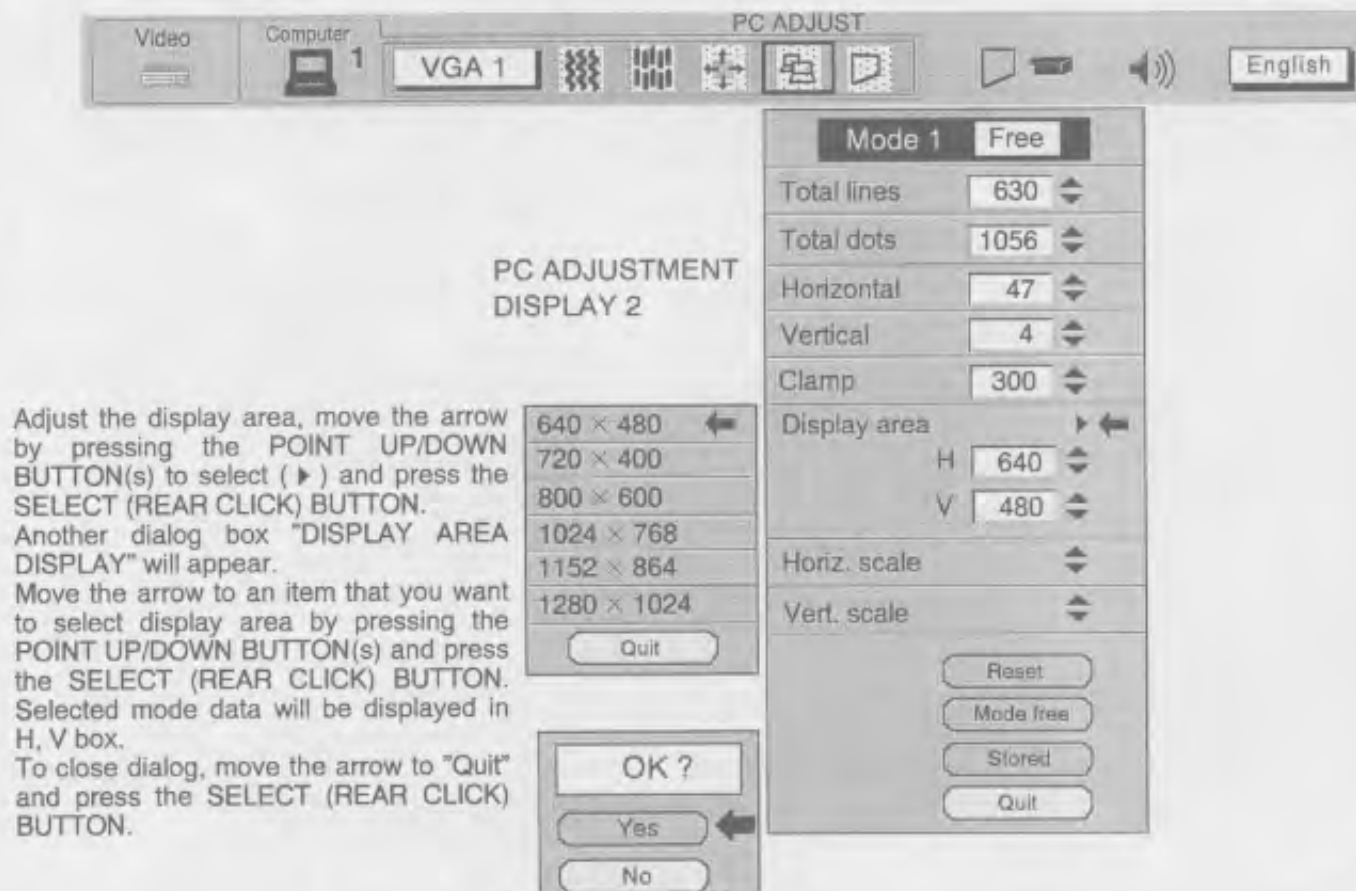 PC ADJUST
Video
Computer
1
VGA 1
English
Mode 1 Free
Total lines 630
Total dots 1056
Horizontal 47
Vertical 4
Clamp 300
Display area
H 640
V 480
Horiz. scale
Vert. scale
Reset
Mode free
Stored
Quit
PC ADJUSTMENT
DISPLAY 2
Adjust the display area, move the arrow
by pressing the POINT UP/DOWN
BUTTON(s) to select ( ▶ ) and press the
SELECT (REAR CLICK) BUTTON.
Another dialog box "DISPLAY AREA
DISPLAY" will appear.
Move the arrow to an item that you want
to select display area by pressing the
POINT UP/DOWN BUTTON(s) and press
the SELECT (REAR CLICK) BUTTON.
Selected mode data will be displayed in
H, V box.
To close dialog, move the arrow to "Quit"
and press the SELECT (REAR CLICK)
BUTTON.
640 × 480
720 × 400
800 × 600
1024 × 768
1152 × 864
1280 × 1024
Quit
OK ?
Yes
No